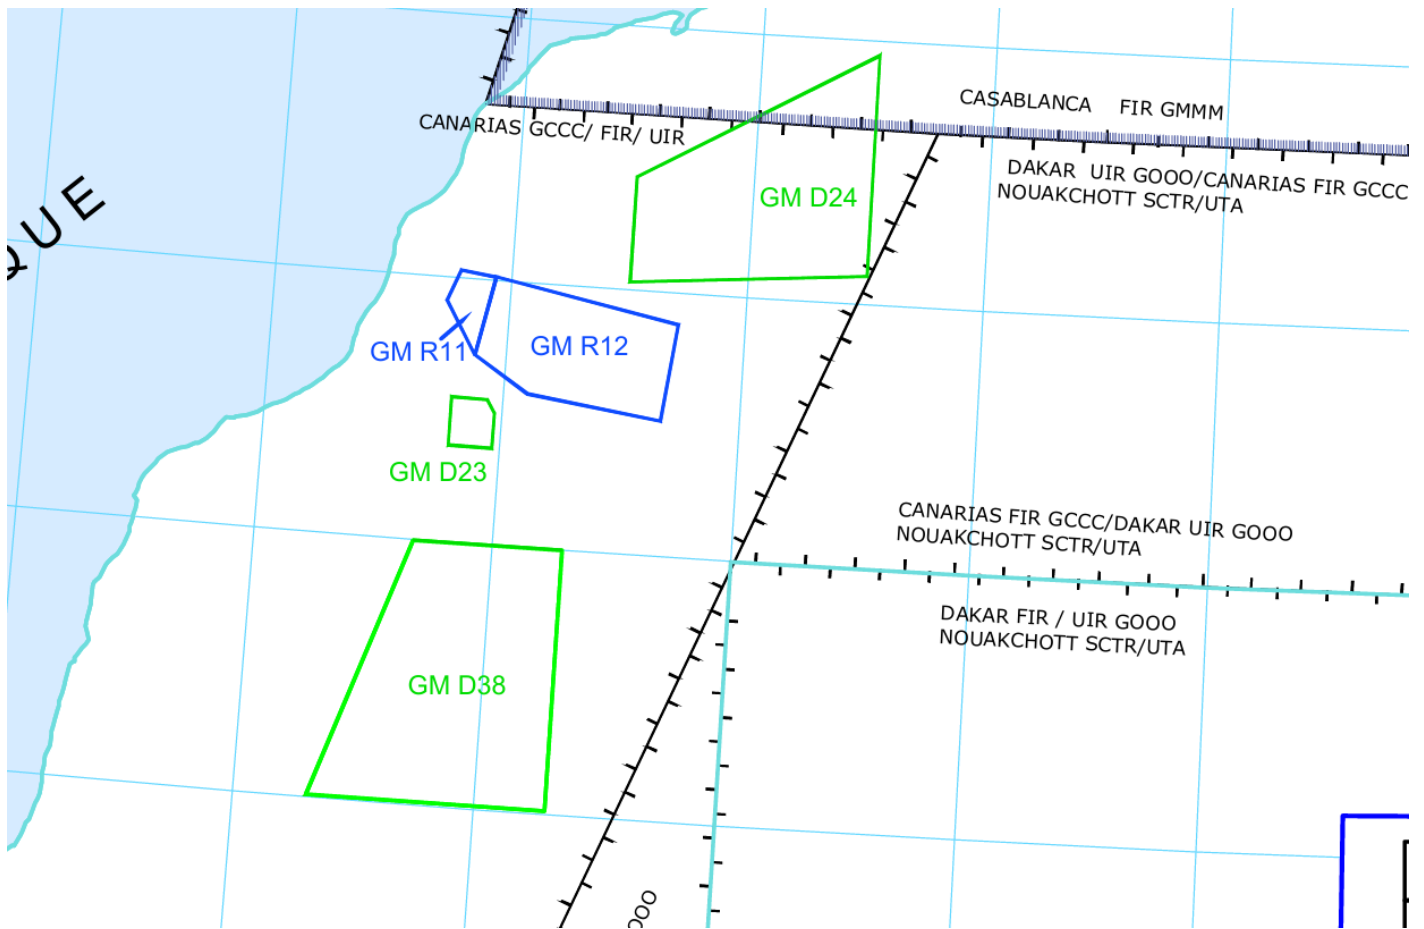 CASABLANCA FIR GMMM
CANARIAS GCCC/ FIR/ UIR
DAKAR UIR GOOO/CANARIAS FIR GCCC
NOUAKCHOTT SCTR/UTA
QUE
GM D24
GM R11
GM R12
GM D23
CANARIAS FIR GCCC/DAKAR UIR GOOO
NOUAKCHOTT SCTR/UTA
DAKAR FIR / UIR GOOO
NOUAKCHOTT SCTR/UTA
GM D38
OOO